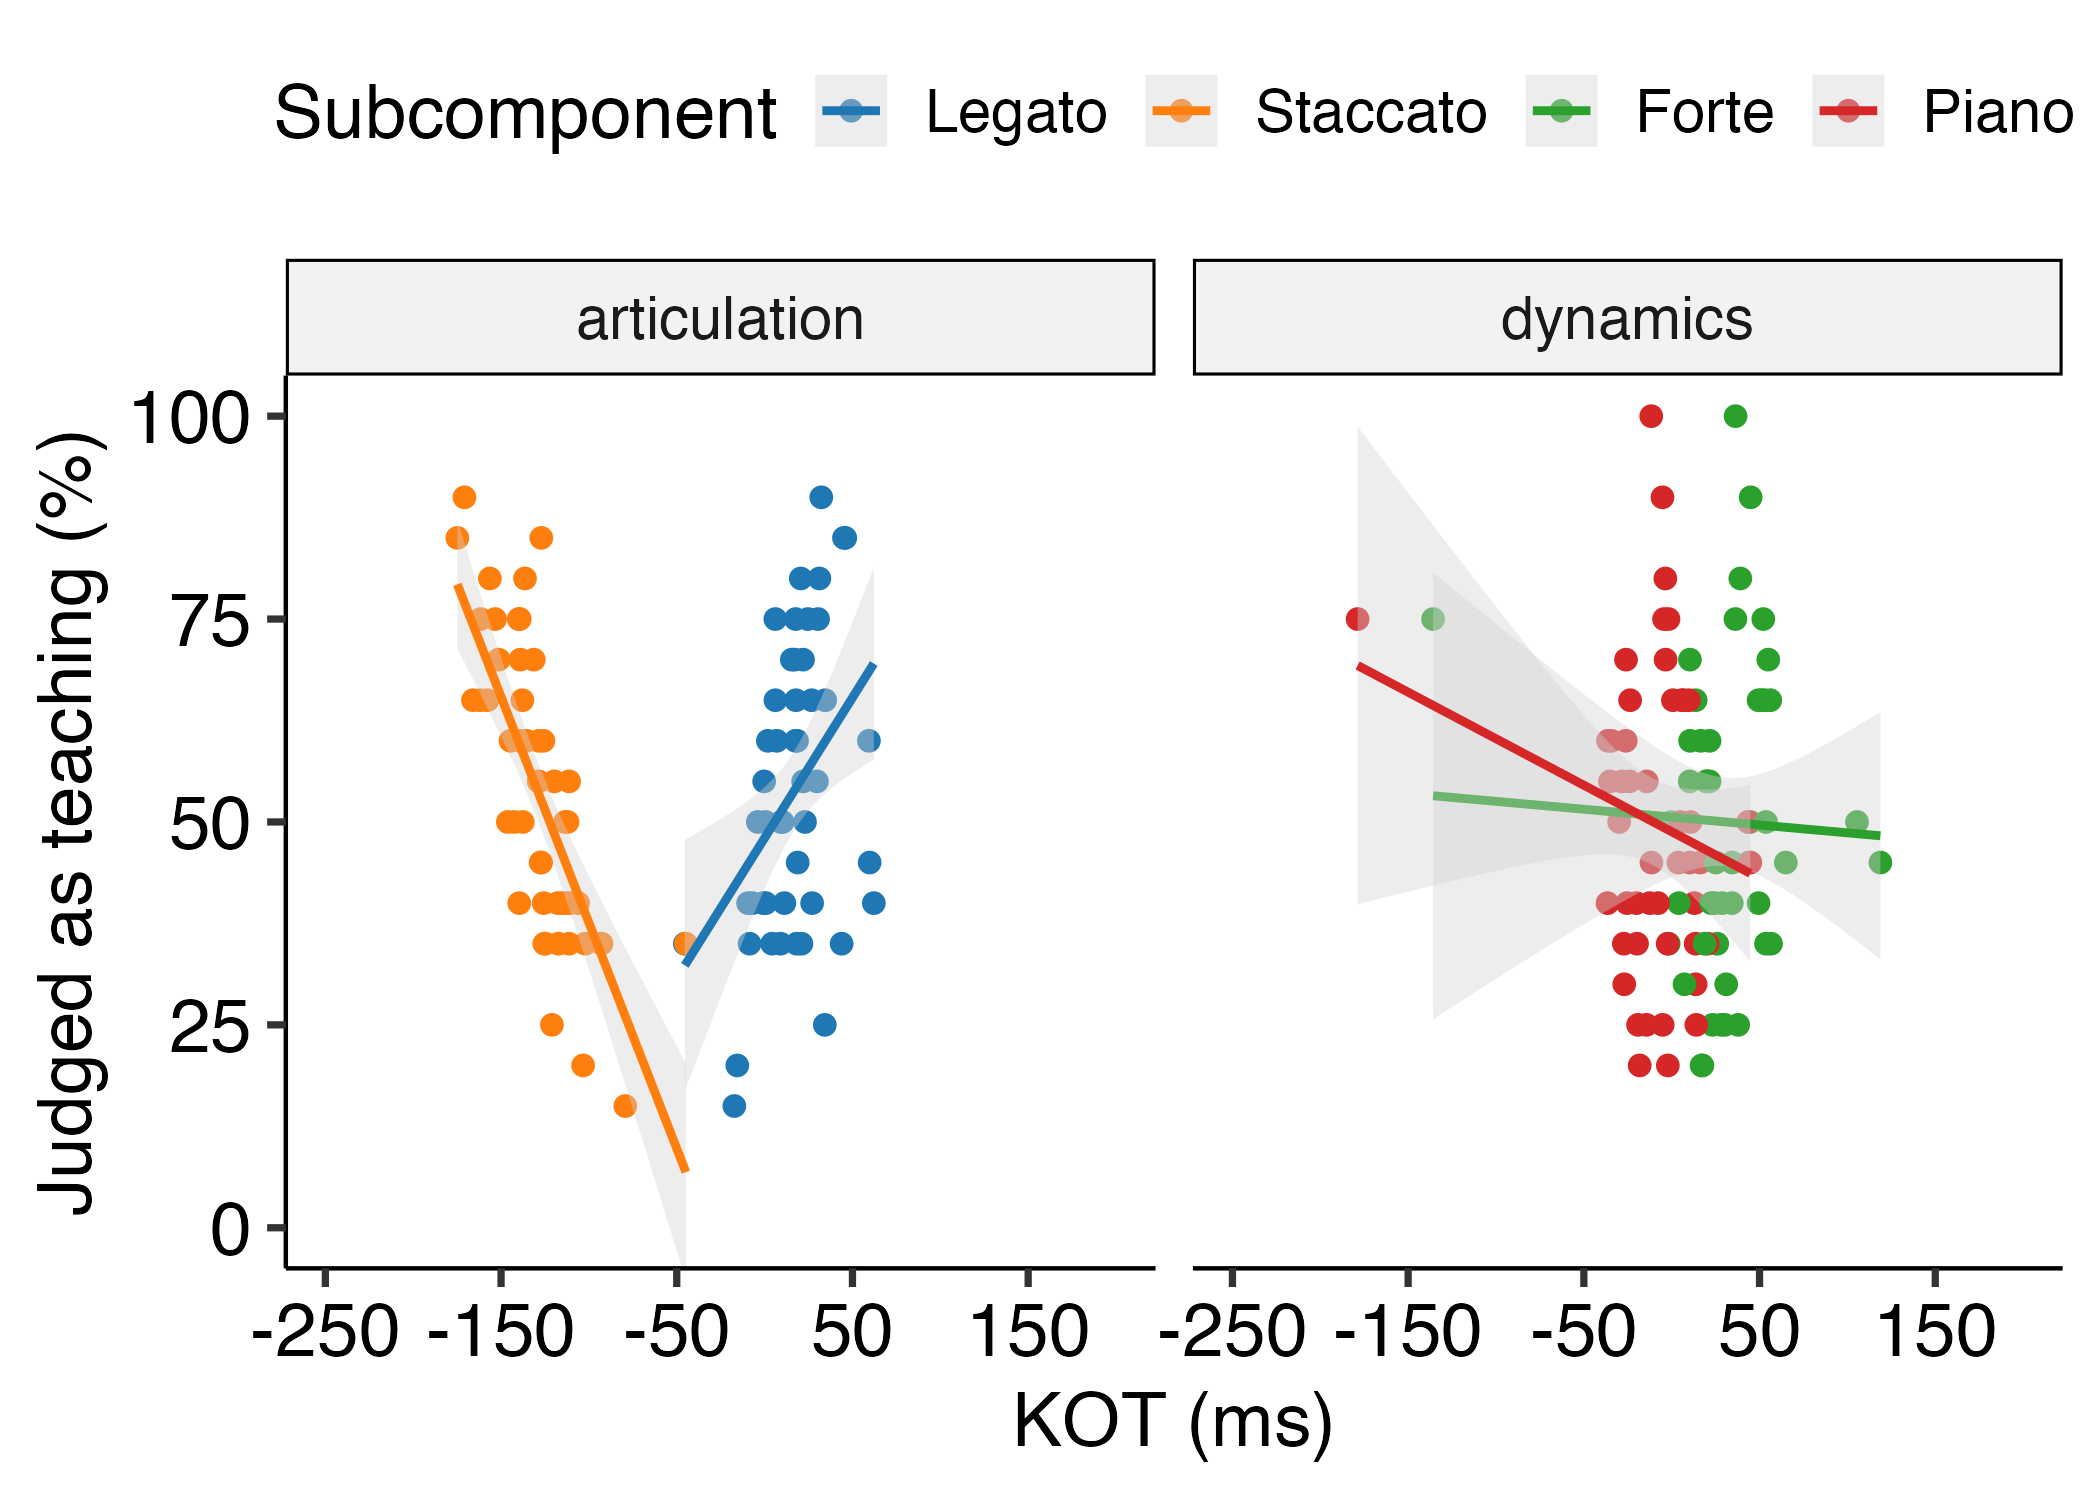 Subcomponent Legato Staccato Forte Piano
articulation dynamics
Judged as teaching (%)
100
75
50
25
0
-250 -150 -50 50 150 -250 -150 -50 50 150
KOT (ms)